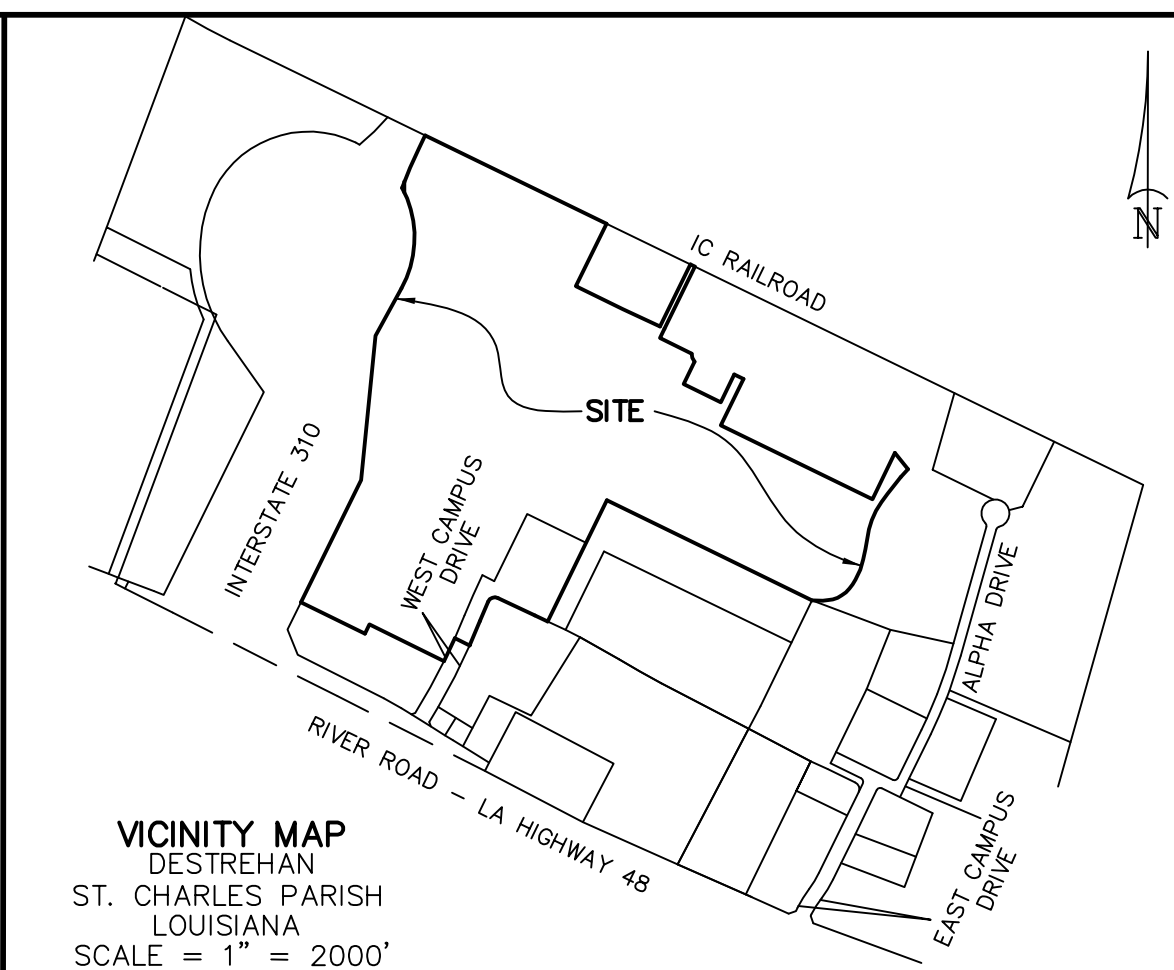 N
IC RAILROAD
SITE
INTERSTATE 310
WEST CAMPUS
DRIVE
ALPHA DRIVE
RIVER ROAD - LA HIGHWAY 48
EAST CAMPUS
DRIVE
VICINITY MAP
DESTREHAN
ST. CHARLES PARISH
LOUISIANA
SCALE = 1" = 2000'